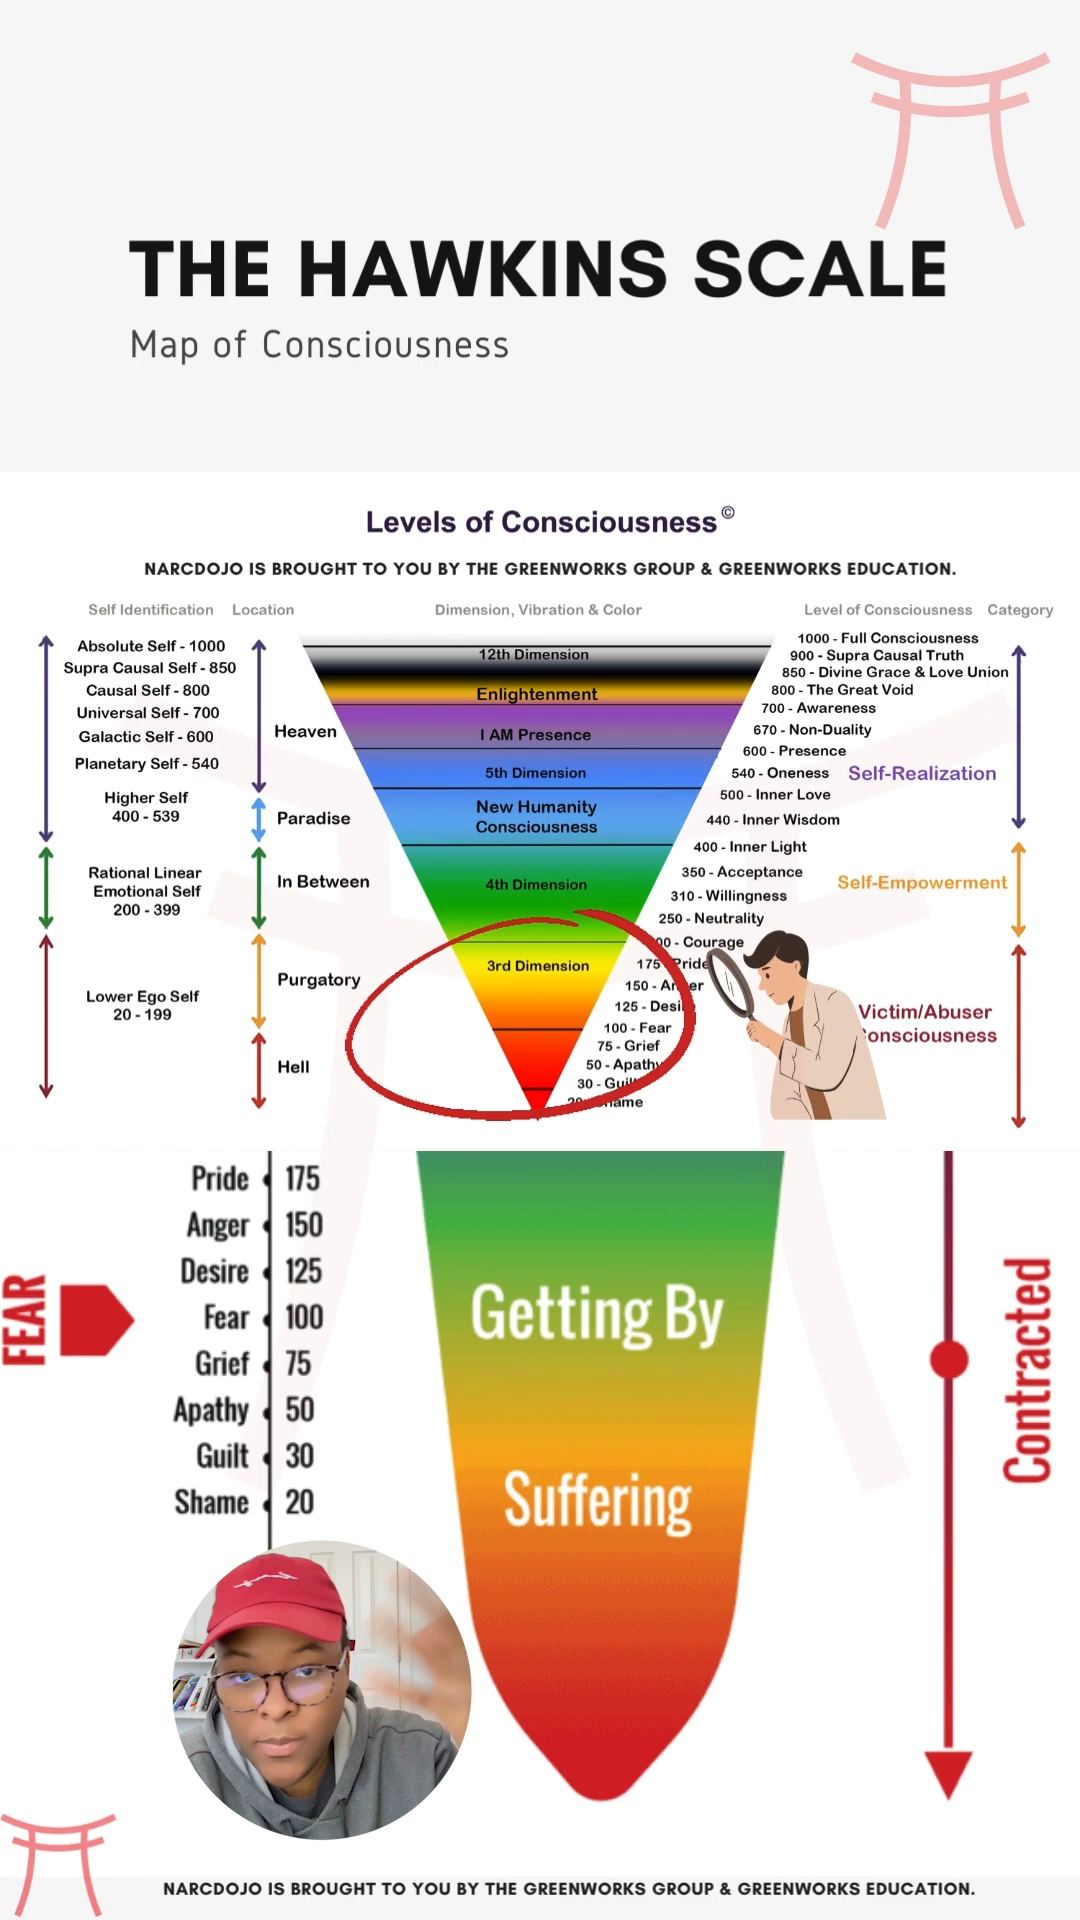 THE HAWKINS SCALE
Map of Consciousness
Levels of Consciousness©
NARCDOJO IS BROUGHT TO YOU BY THE GREENWORKS GROUP & GREENWORKS EDUCATION.
Self Identification
Location
Dimension, Vibration & Color
Level of Consciousness
Category
Absolute Self - 1000
Supra Causal Self - 850
Causal Self - 800
Universal Self - 700
Galactic Self - 600
Planetary Self - 540
Higher Self
400 - 539
Rational Linear
Emotional Self
200 - 399
Lower Ego Self
20 - 199
Heaven
Paradise
In Between
Purgatory
Hell
12th Dimension
Enlightenment
I AM Presence
5th Dimension
New Humanity
Consciousness
4th Dimension
3rd Dimension
1000 - Full Consciousness
900 - Supra Causal Truth
850 - Divine Grace & Love Union
800 - The Great Void
700 - Awareness
670 - Non-Duality
600 - Presence
540 - Oneness
500 - Inner Love
440 - Inner Wisdom
400 - Inner Light
350 - Acceptance
310 - Willingness
250 - Neutrality
00 - Courage
175 - Pride
150 - Anger
125 - Desire
100 - Fear
75 - Grief
50 - Apathy
30 - Guilt
20 - Shame
Self-Realization
Self-Empowerment
Victim/Abuser
onsciousness
Pride 175
Anger 150
Desire 125
Fear 100
Grief 75
Apathy 50
Guilt 30
Shame 20
FEAR
Getting By
Suffering
Contracted
NARCDOJO IS BROUGHT TO YOU BY THE GREENWORKS GROUP & GREENWORKS EDUCATION.